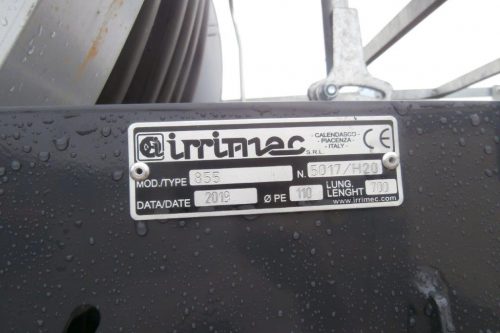 irrimec S.R.L. - CALENDASCO - PIACENZA - ITALY - CE
MOD./TYPE 855 N. 5017/H20
DATA/DATE 2019 Ø PE 110 LUNG. LENGHT 700
www.irrimec.com